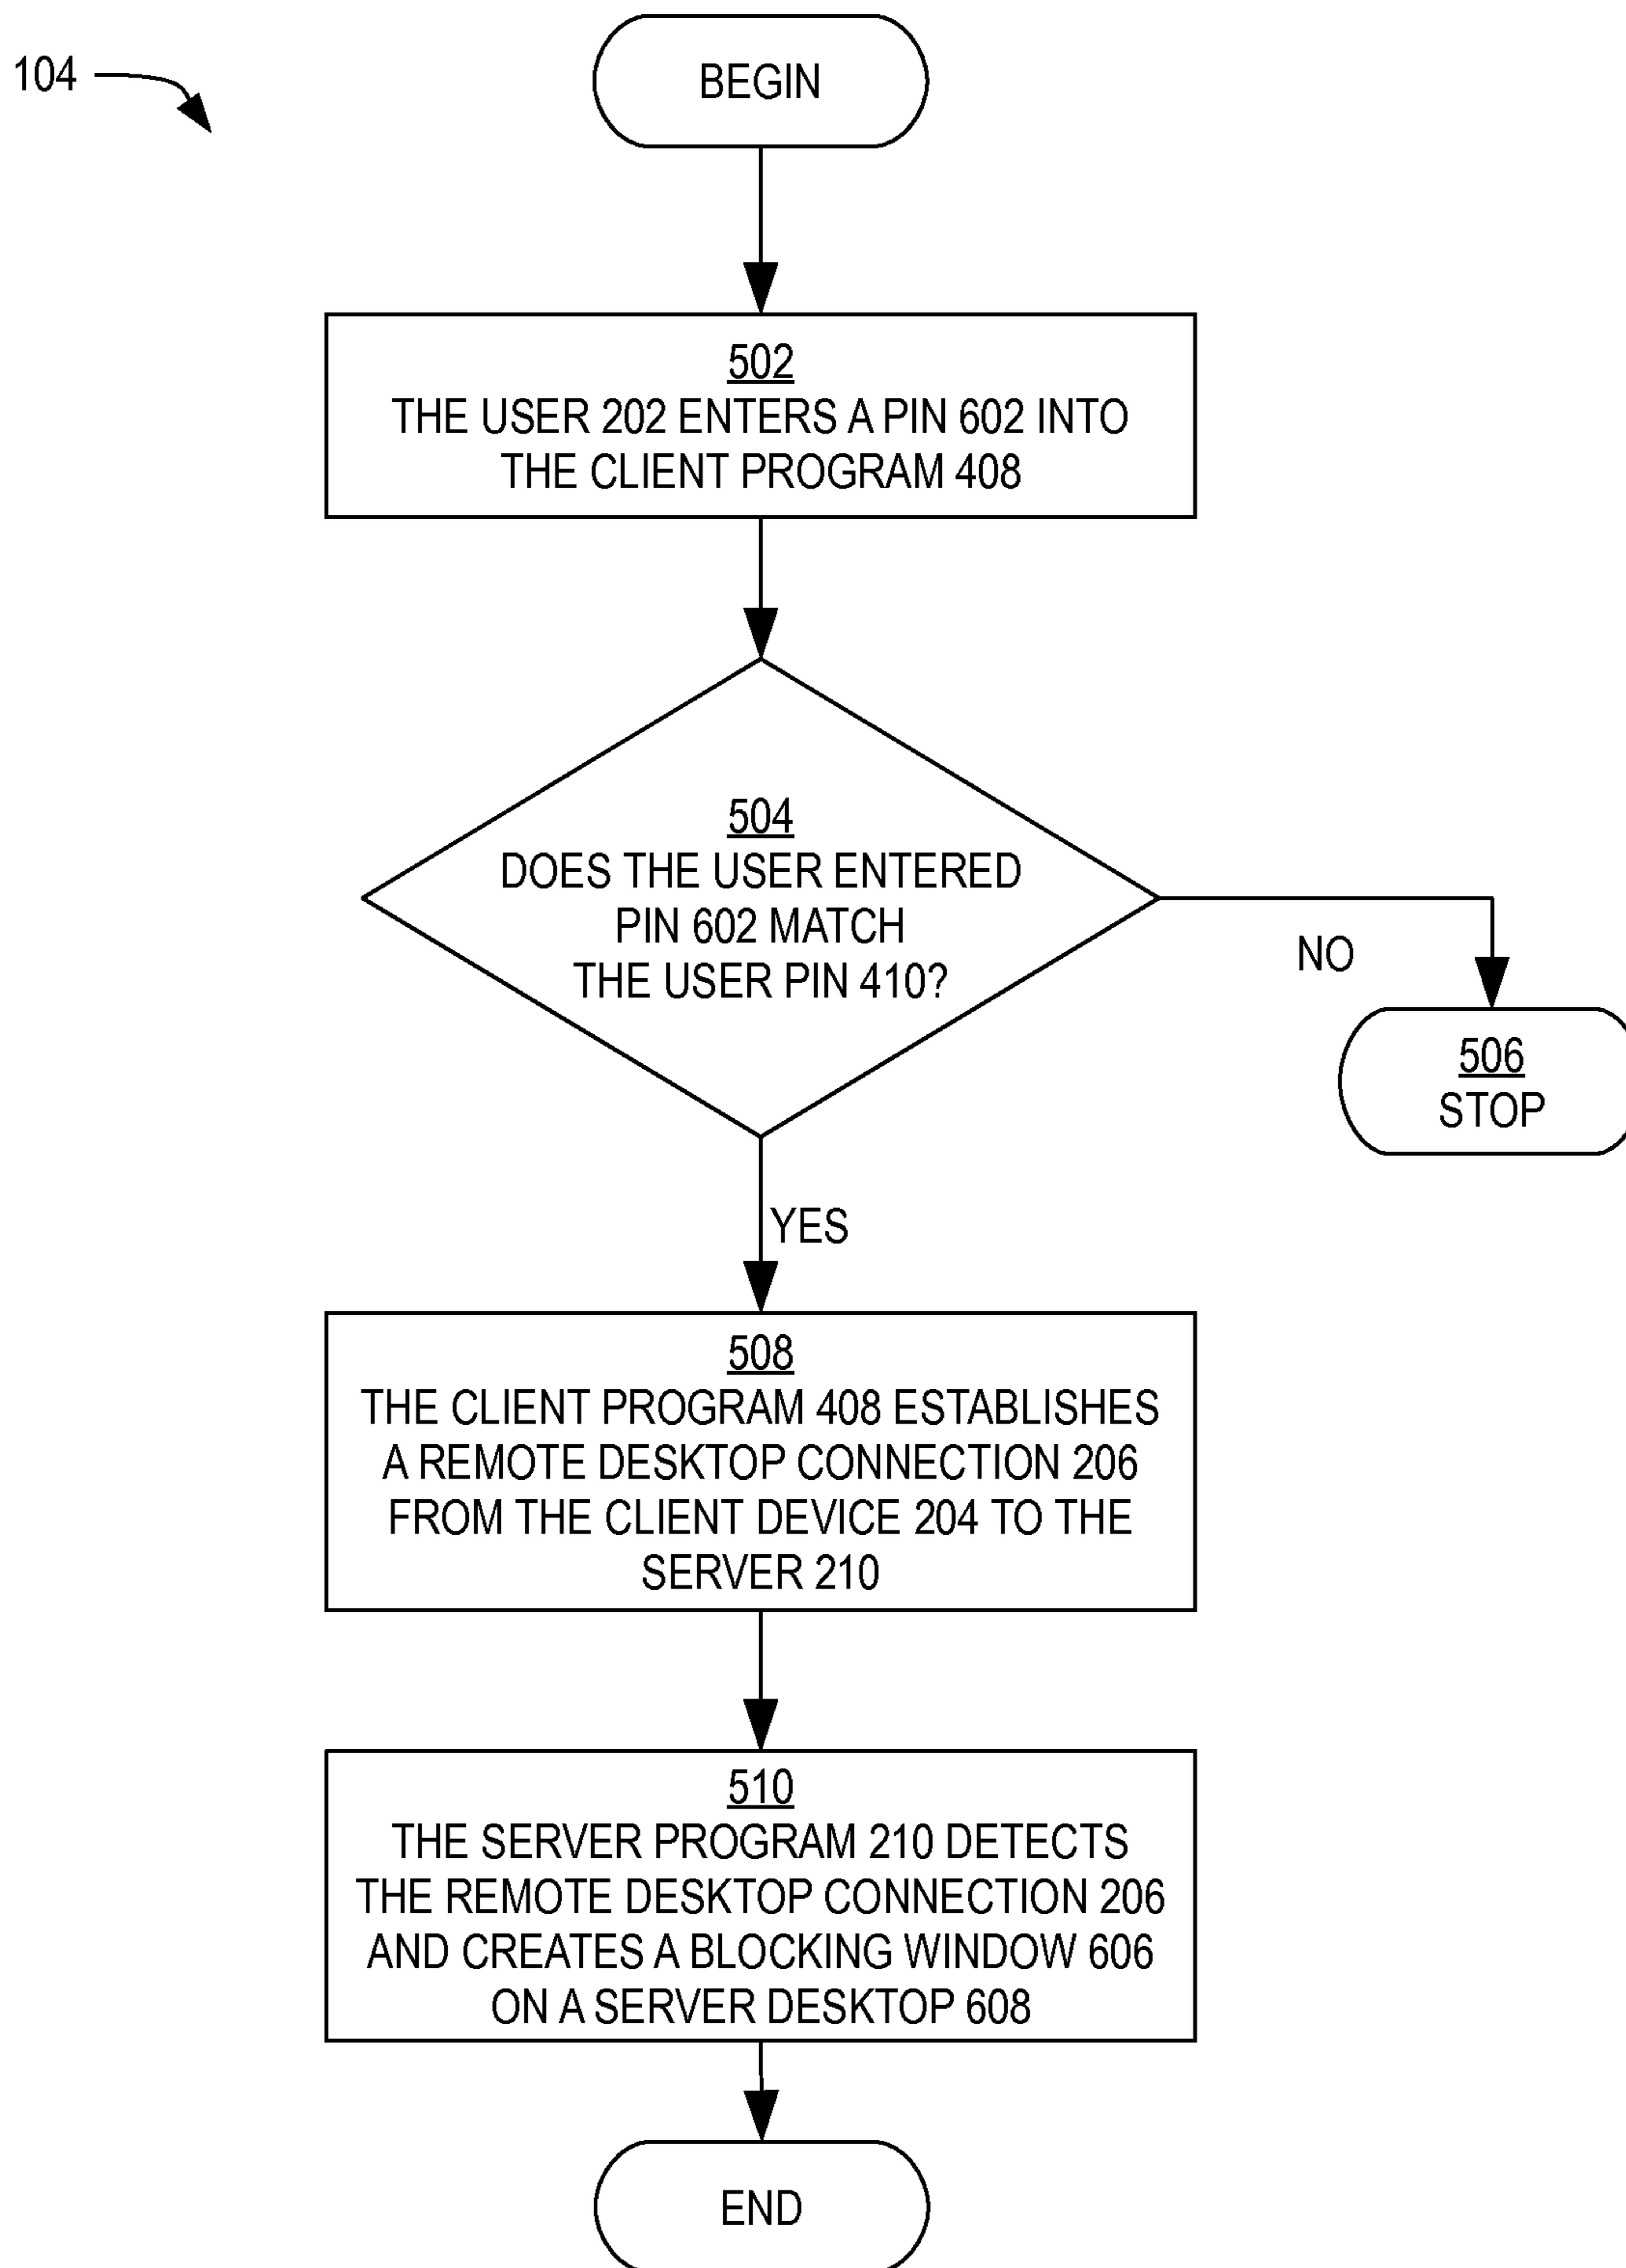 104
BEGIN
502
THE USER 202 ENTERS A PIN 602 INTO
THE CLIENT PROGRAM 408
504
DOES THE USER ENTERED
PIN 602 MATCH
THE USER PIN 410?
NO
506
STOP
YES
508
THE CLIENT PROGRAM 408 ESTABLISHES
A REMOTE DESKTOP CONNECTION 206
FROM THE CLIENT DEVICE 204 TO THE
SERVER 210
510
THE SERVER PROGRAM 210 DETECTS
THE REMOTE DESKTOP CONNECTION 206
AND CREATES A BLOCKING WINDOW 606
ON A SERVER DESKTOP 608
END